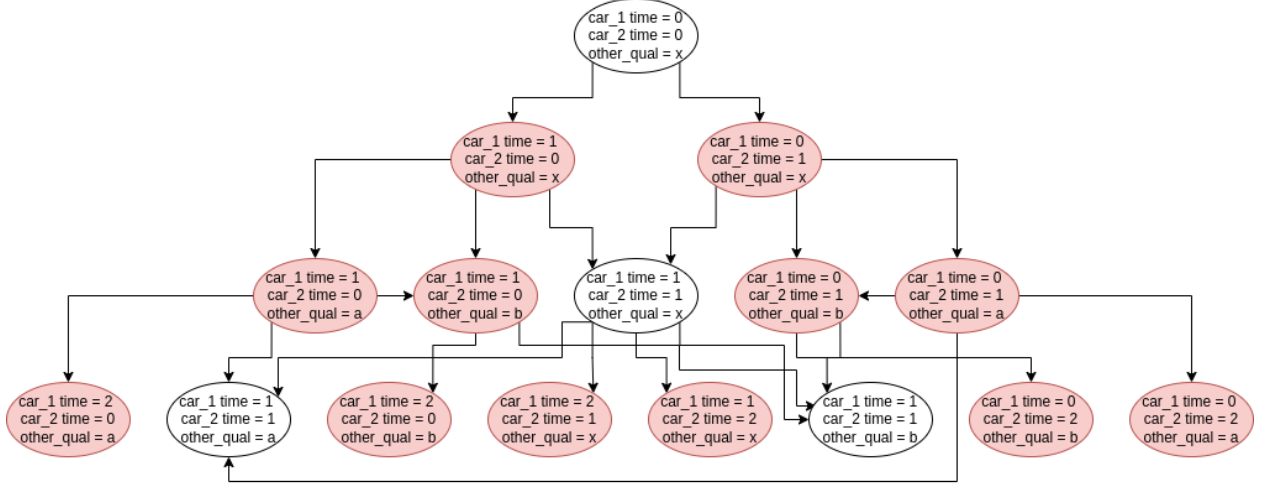 car_1 time = 0
car_2 time = 0
other_qual = x
car_1 time = 1
car_2 time = 0
other_qual = x
car_1 time = 0
car_2 time = 1
other_qual = x
car_1 time = 1
car_2 time = 0
other_qual = a
car_1 time = 1
car_2 time = 0
other_qual = b
car_1 time = 1
car_2 time = 1
other_qual = x
car_1 time = 0
car_2 time = 1
other_qual = b
car_1 time = 0
car_2 time = 1
other_qual = a
car_1 time = 2
car_2 time = 0
other_qual = a
car_1 time = 1
car_2 time = 1
other_qual = a
car_1 time = 2
car_2 time = 0
other_qual = b
car_1 time = 2
car_2 time = 1
other_qual = x
car_1 time = 1
car_2 time = 2
other_qual = x
car_1 time = 1
car_2 time = 1
other_qual = b
car_1 time = 0
car_2 time = 2
other_qual = b
car_1 time = 0
car_2 time = 2
other_qual = a